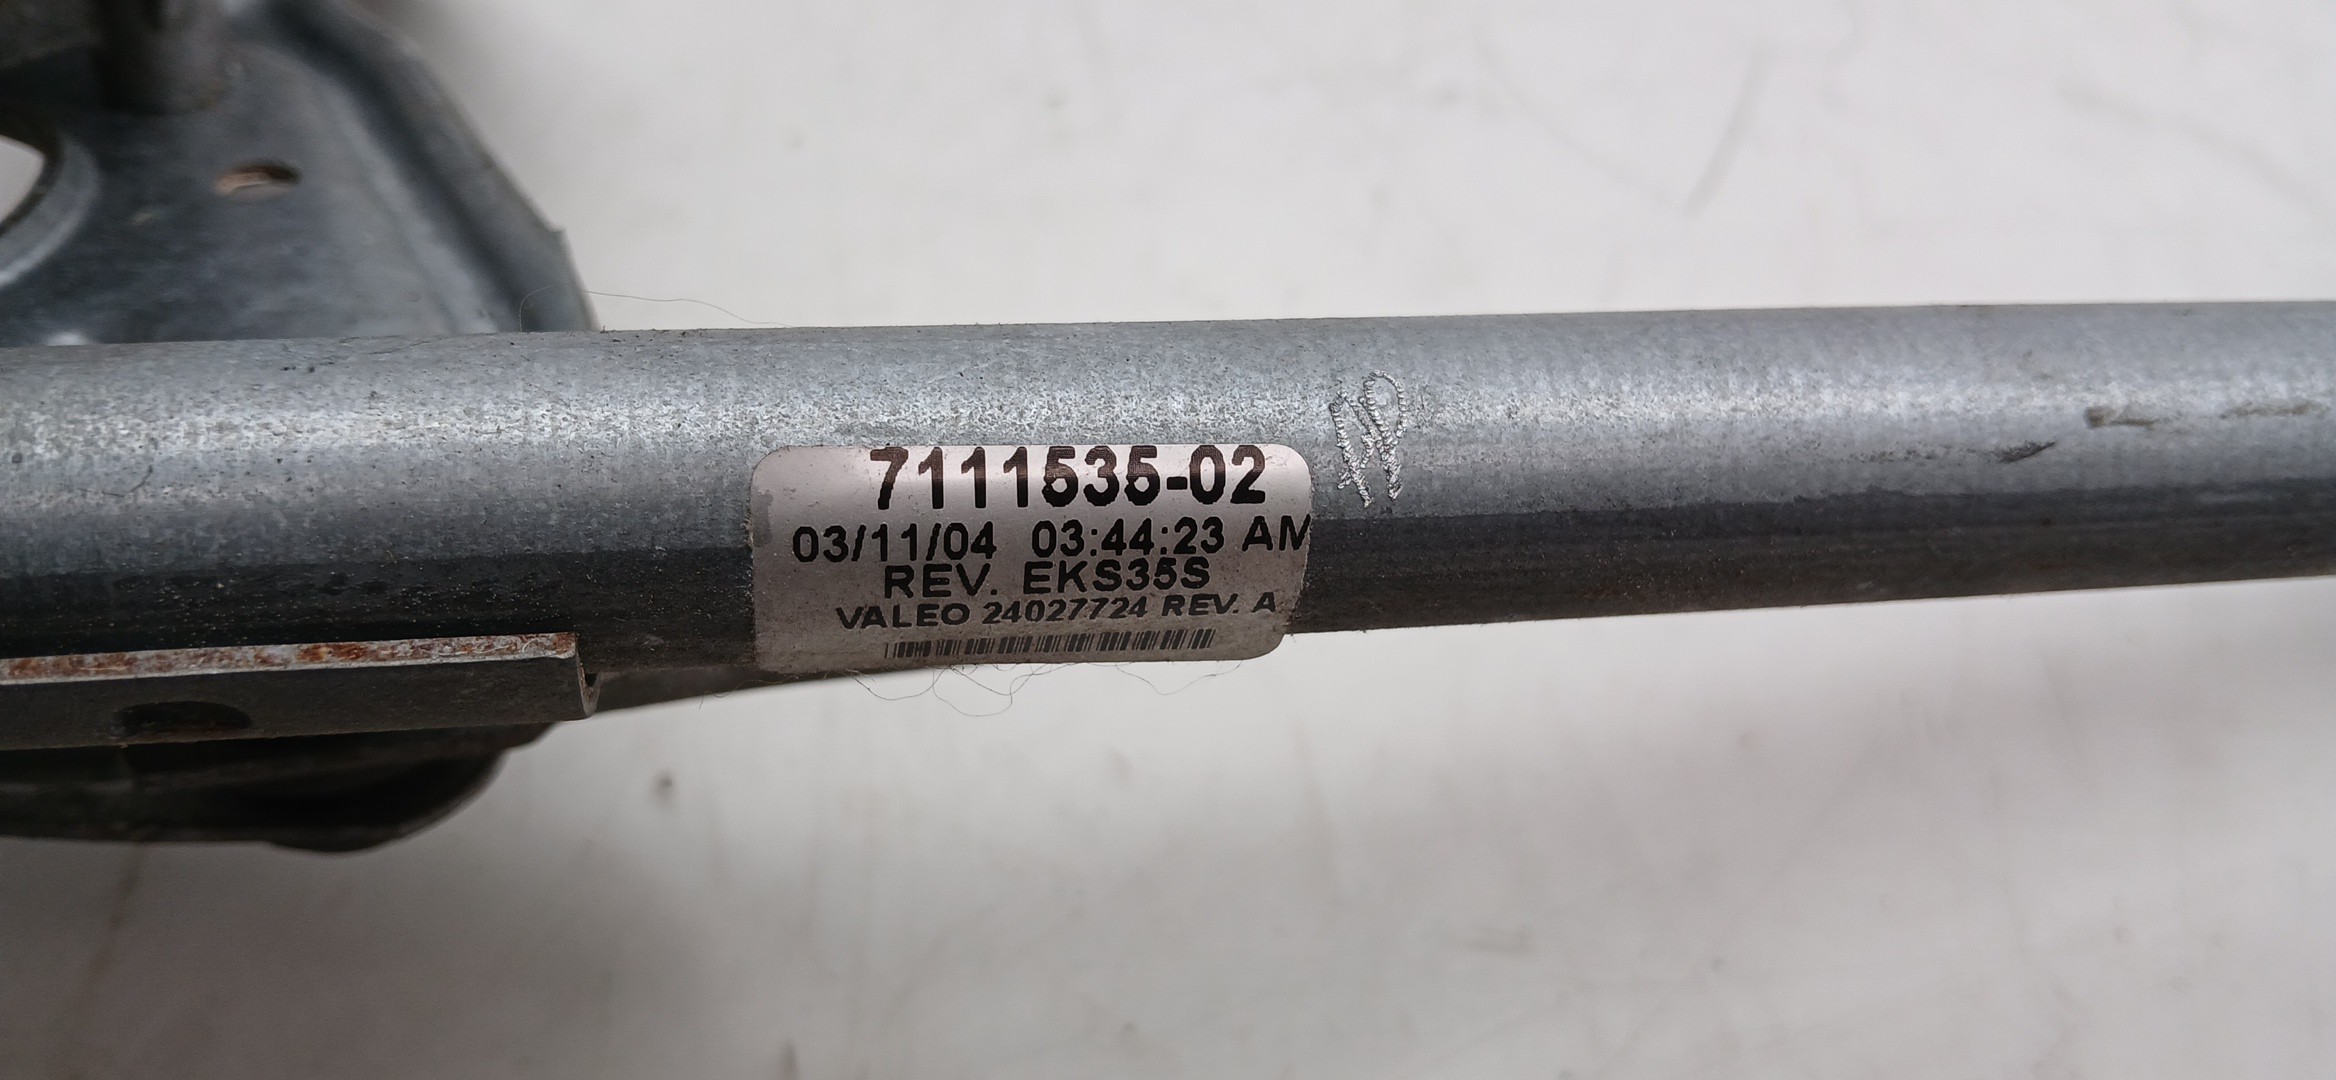 7111535-02
03/11/04 03:44:23 AM
REV. EKS35S
VALEO 24027724 REV. A